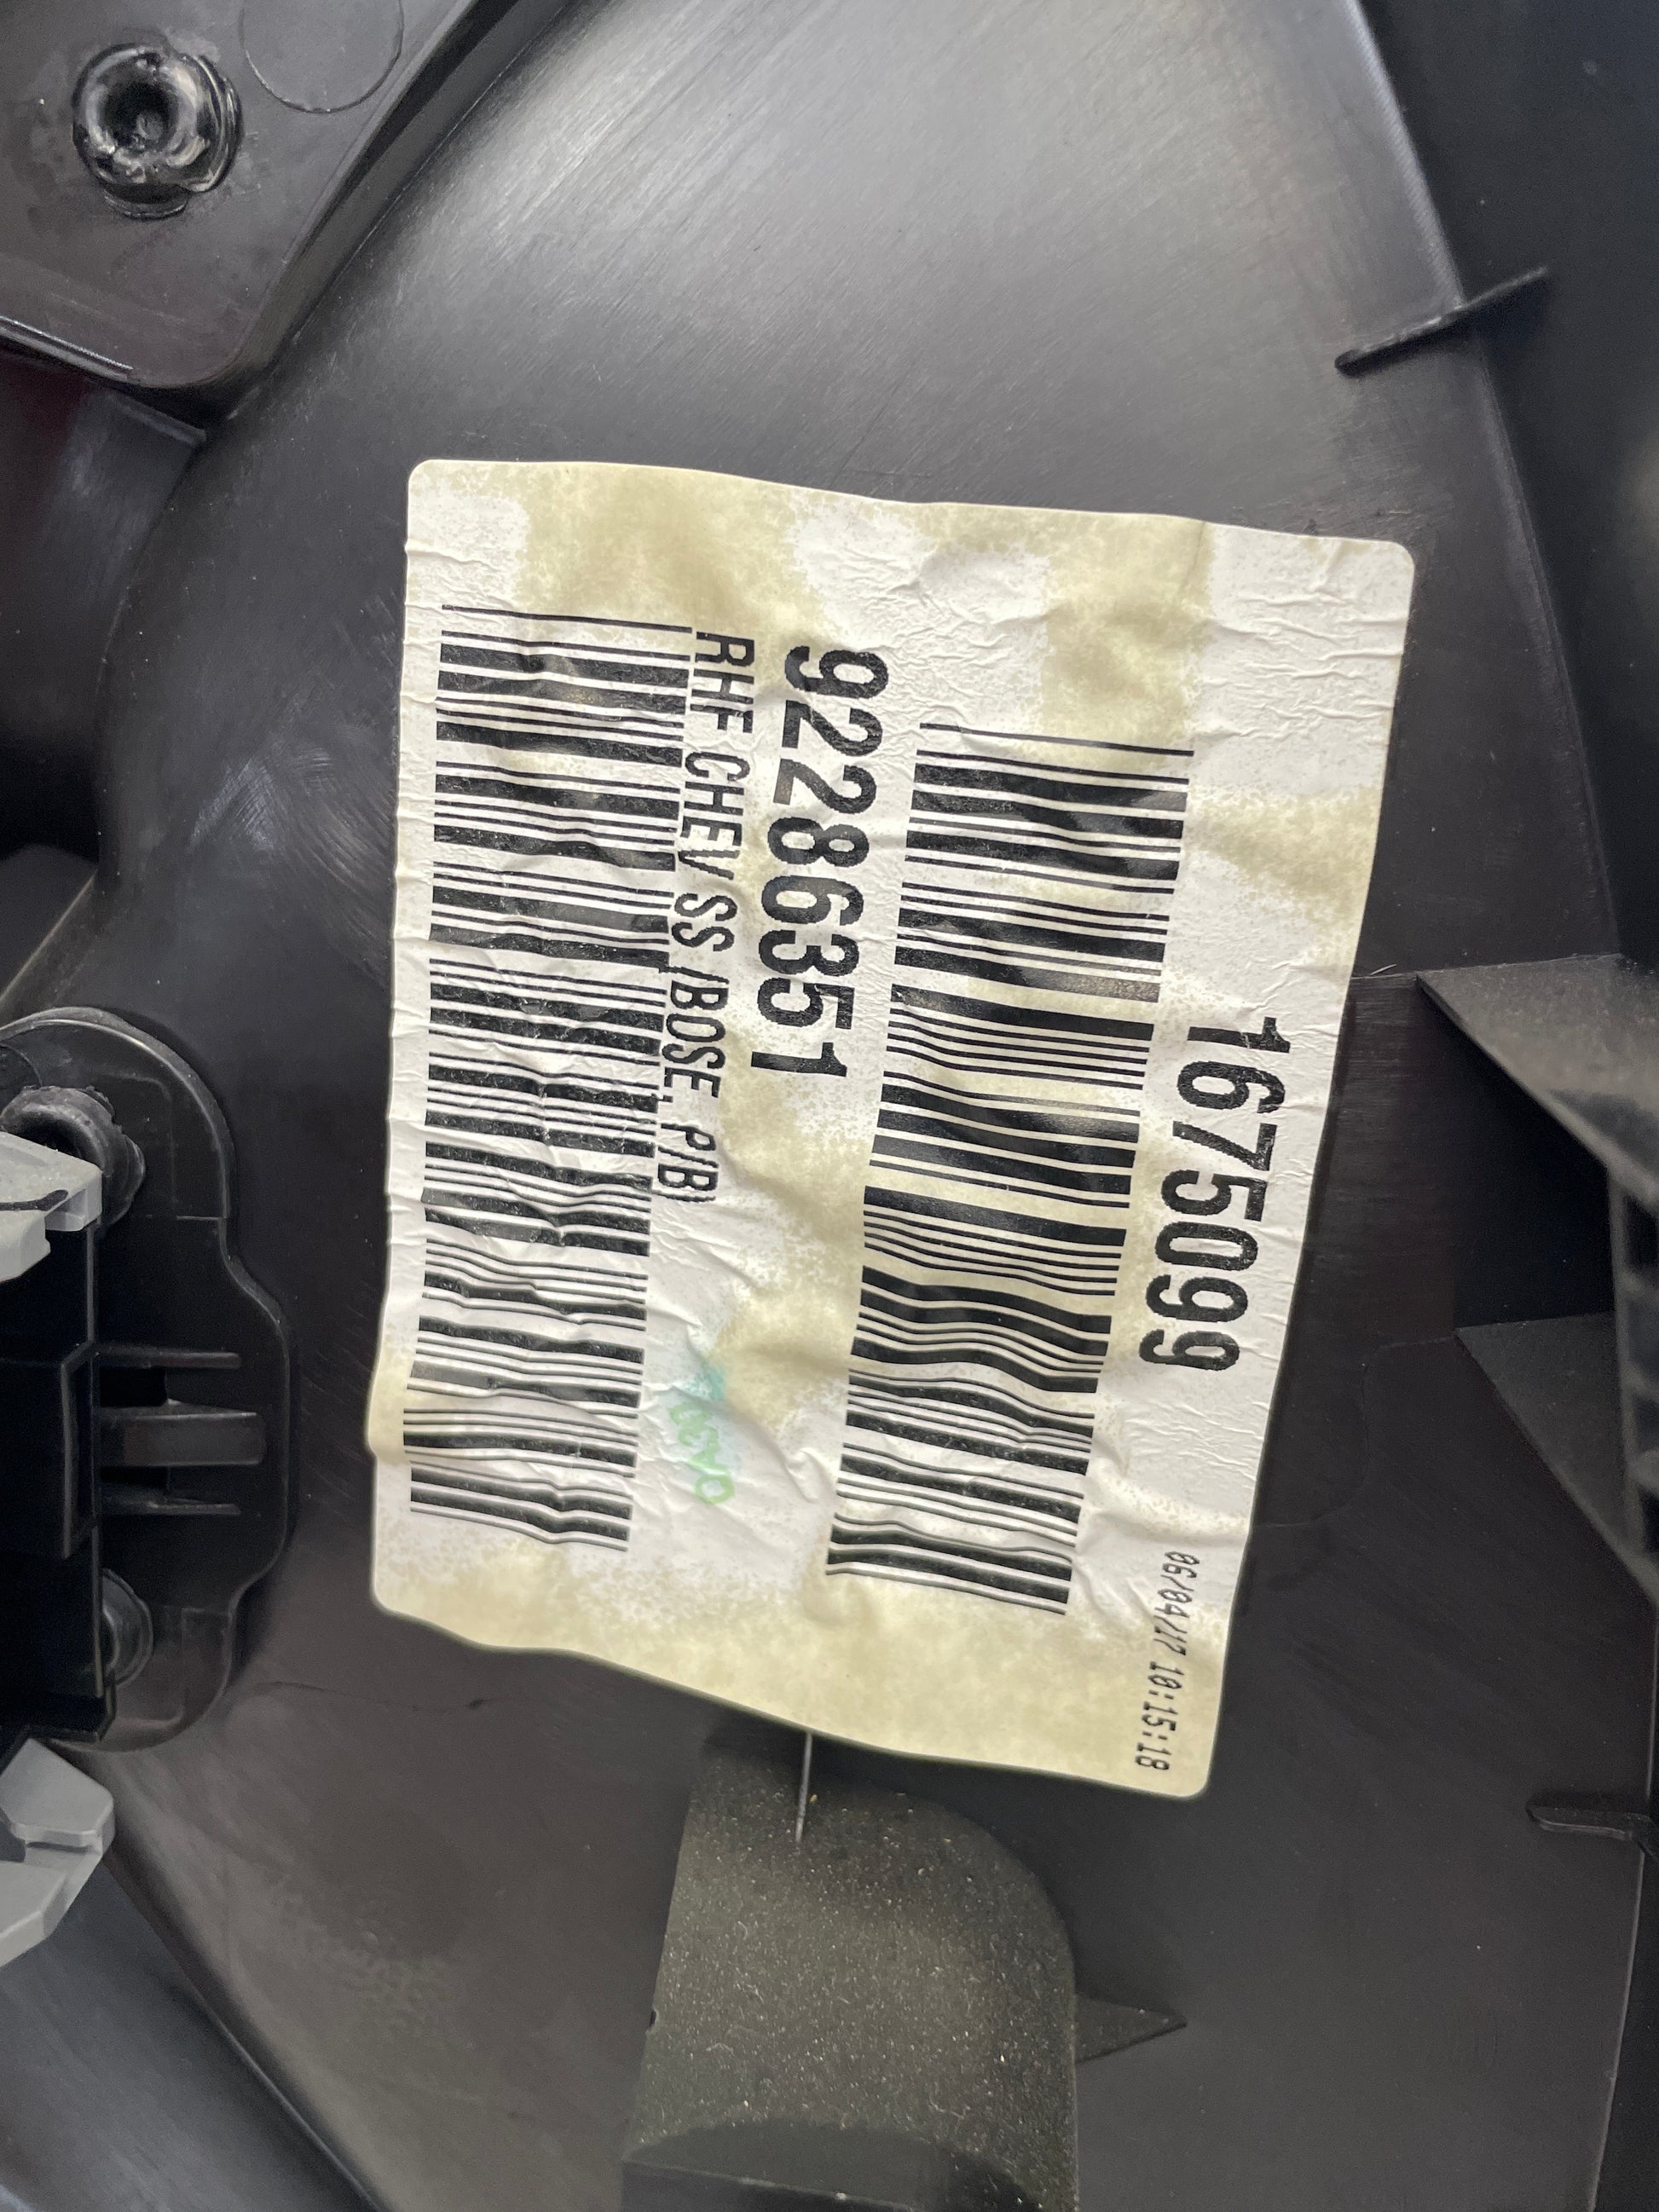 1675099
06/04/17 10:15:18
92286351
RHF CHEV SS (BOSE, P/B)